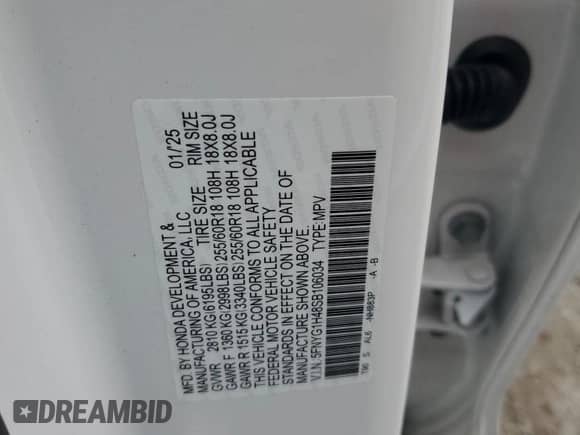 MFD. BY HONDA DEVELOPMENT & 01/'25
MANUFACTURING OF AMERICA, LLC
TIRE SIZE RIM SIZE
GVWR 2810 KG(6195LBS)
GAWR F 1360 KG(2998LBS) 255/60R18 108H 18X8.0J
GAWR R 1515 KG(3340LBS) 255/60R18 108H 18X8.0J
THIS VEHICLE CONFORMS TO ALL APPLICABLE
FEDERAL MOTOR VEHICLE SAFETY
STANDARDS IN EFFECT ON THE DATE OF
MANUFACTURE SHOWN ABOVE.
V.I.N.:5FNYG1H48SB106034 TYPE:MPV
T90 S AL6 -NH883P -A -B
DREAMBID